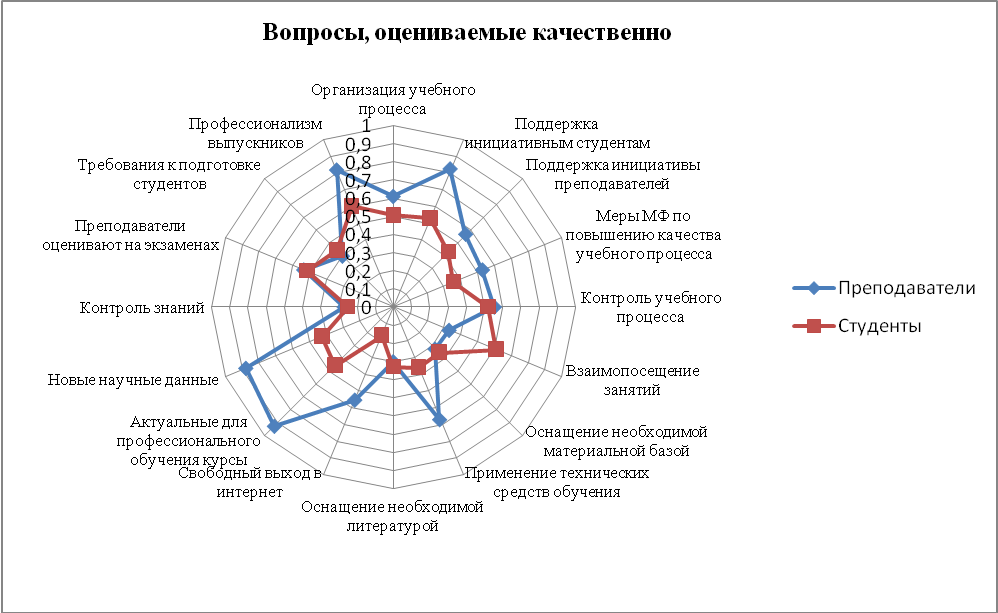 Вопросы, оцениваемые качественно
Организация учебного
процесса
Поддержка
инициативным студентам
Поддержка инициативы
преподавателей
Меры МФ по
повышению качества
учебного процесса
Контроль учебного
процесса
Взаимопосещение
занятий
Оснащение необходимой
материальной базой
Применение технических
средств обучения
Оснащение необходимой
литературой
Свободный выход в
интернет
Актуальные для
профессионального
обучения курсы
Новые научные данные
Контроль знаний
Преподаватели
оценивают на экзаменах
Требования к подготовке
студентов
Профессионализм
выпускников
1
0,9
0,8
0,7
0,6
0,5
0,4
0,3
0,2
0,1
0
Преподаватели
Студенты